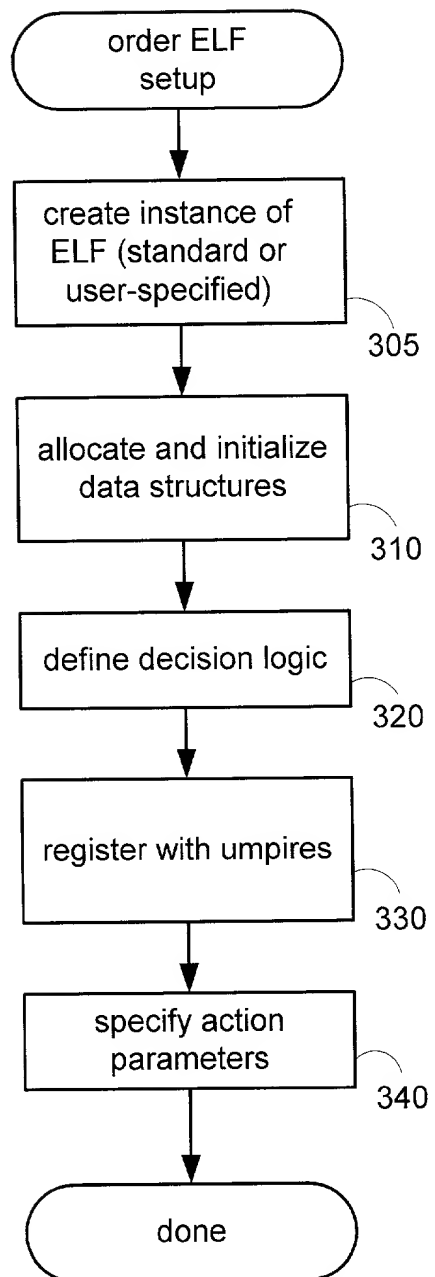 order ELF
setup
create instance of
ELF (standard or
user-specified)
305
allocate and initialize
data structures
310
define decision logic
320
register with umpires
330
specify action
parameters
340
done